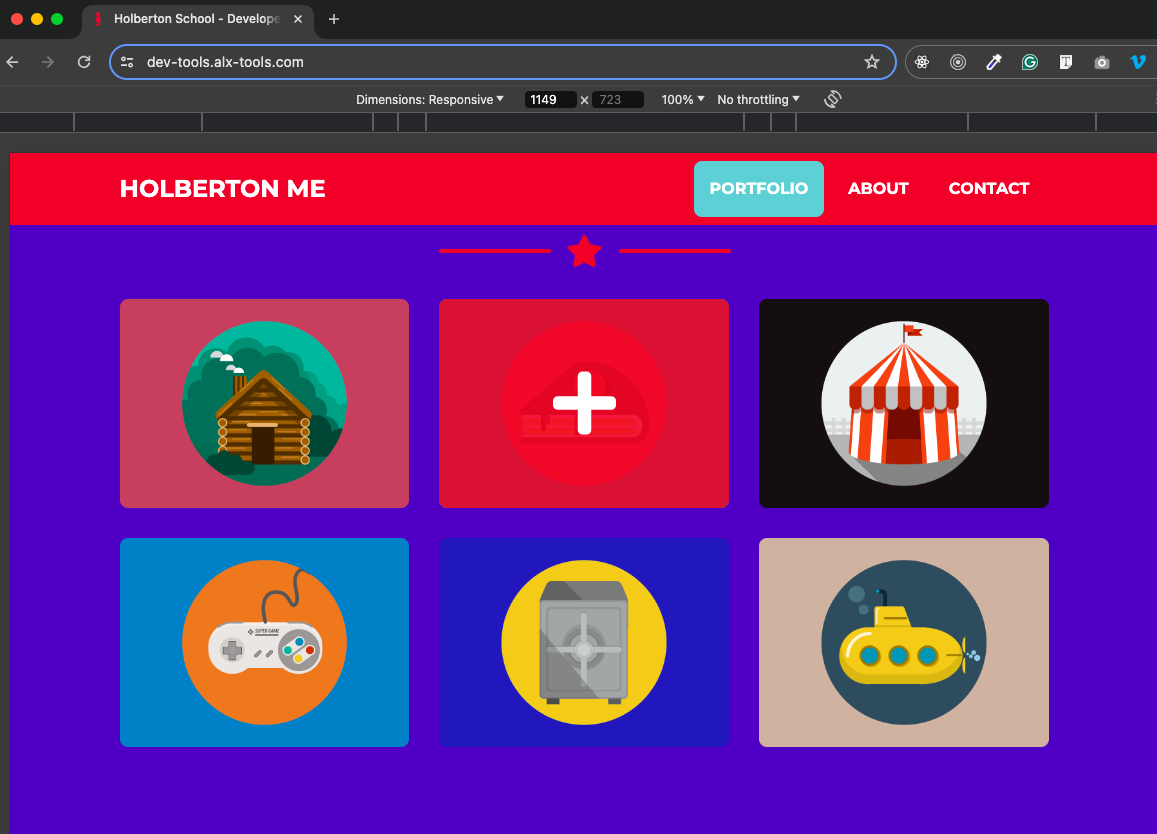 Holberton School - Develope
dev-tools.alx-tools.com
Dimensions: Responsive 1149 × 723 100% No throttling
HOLBERTON ME PORTFOLIO ABOUT CONTACT
SUPER GAME